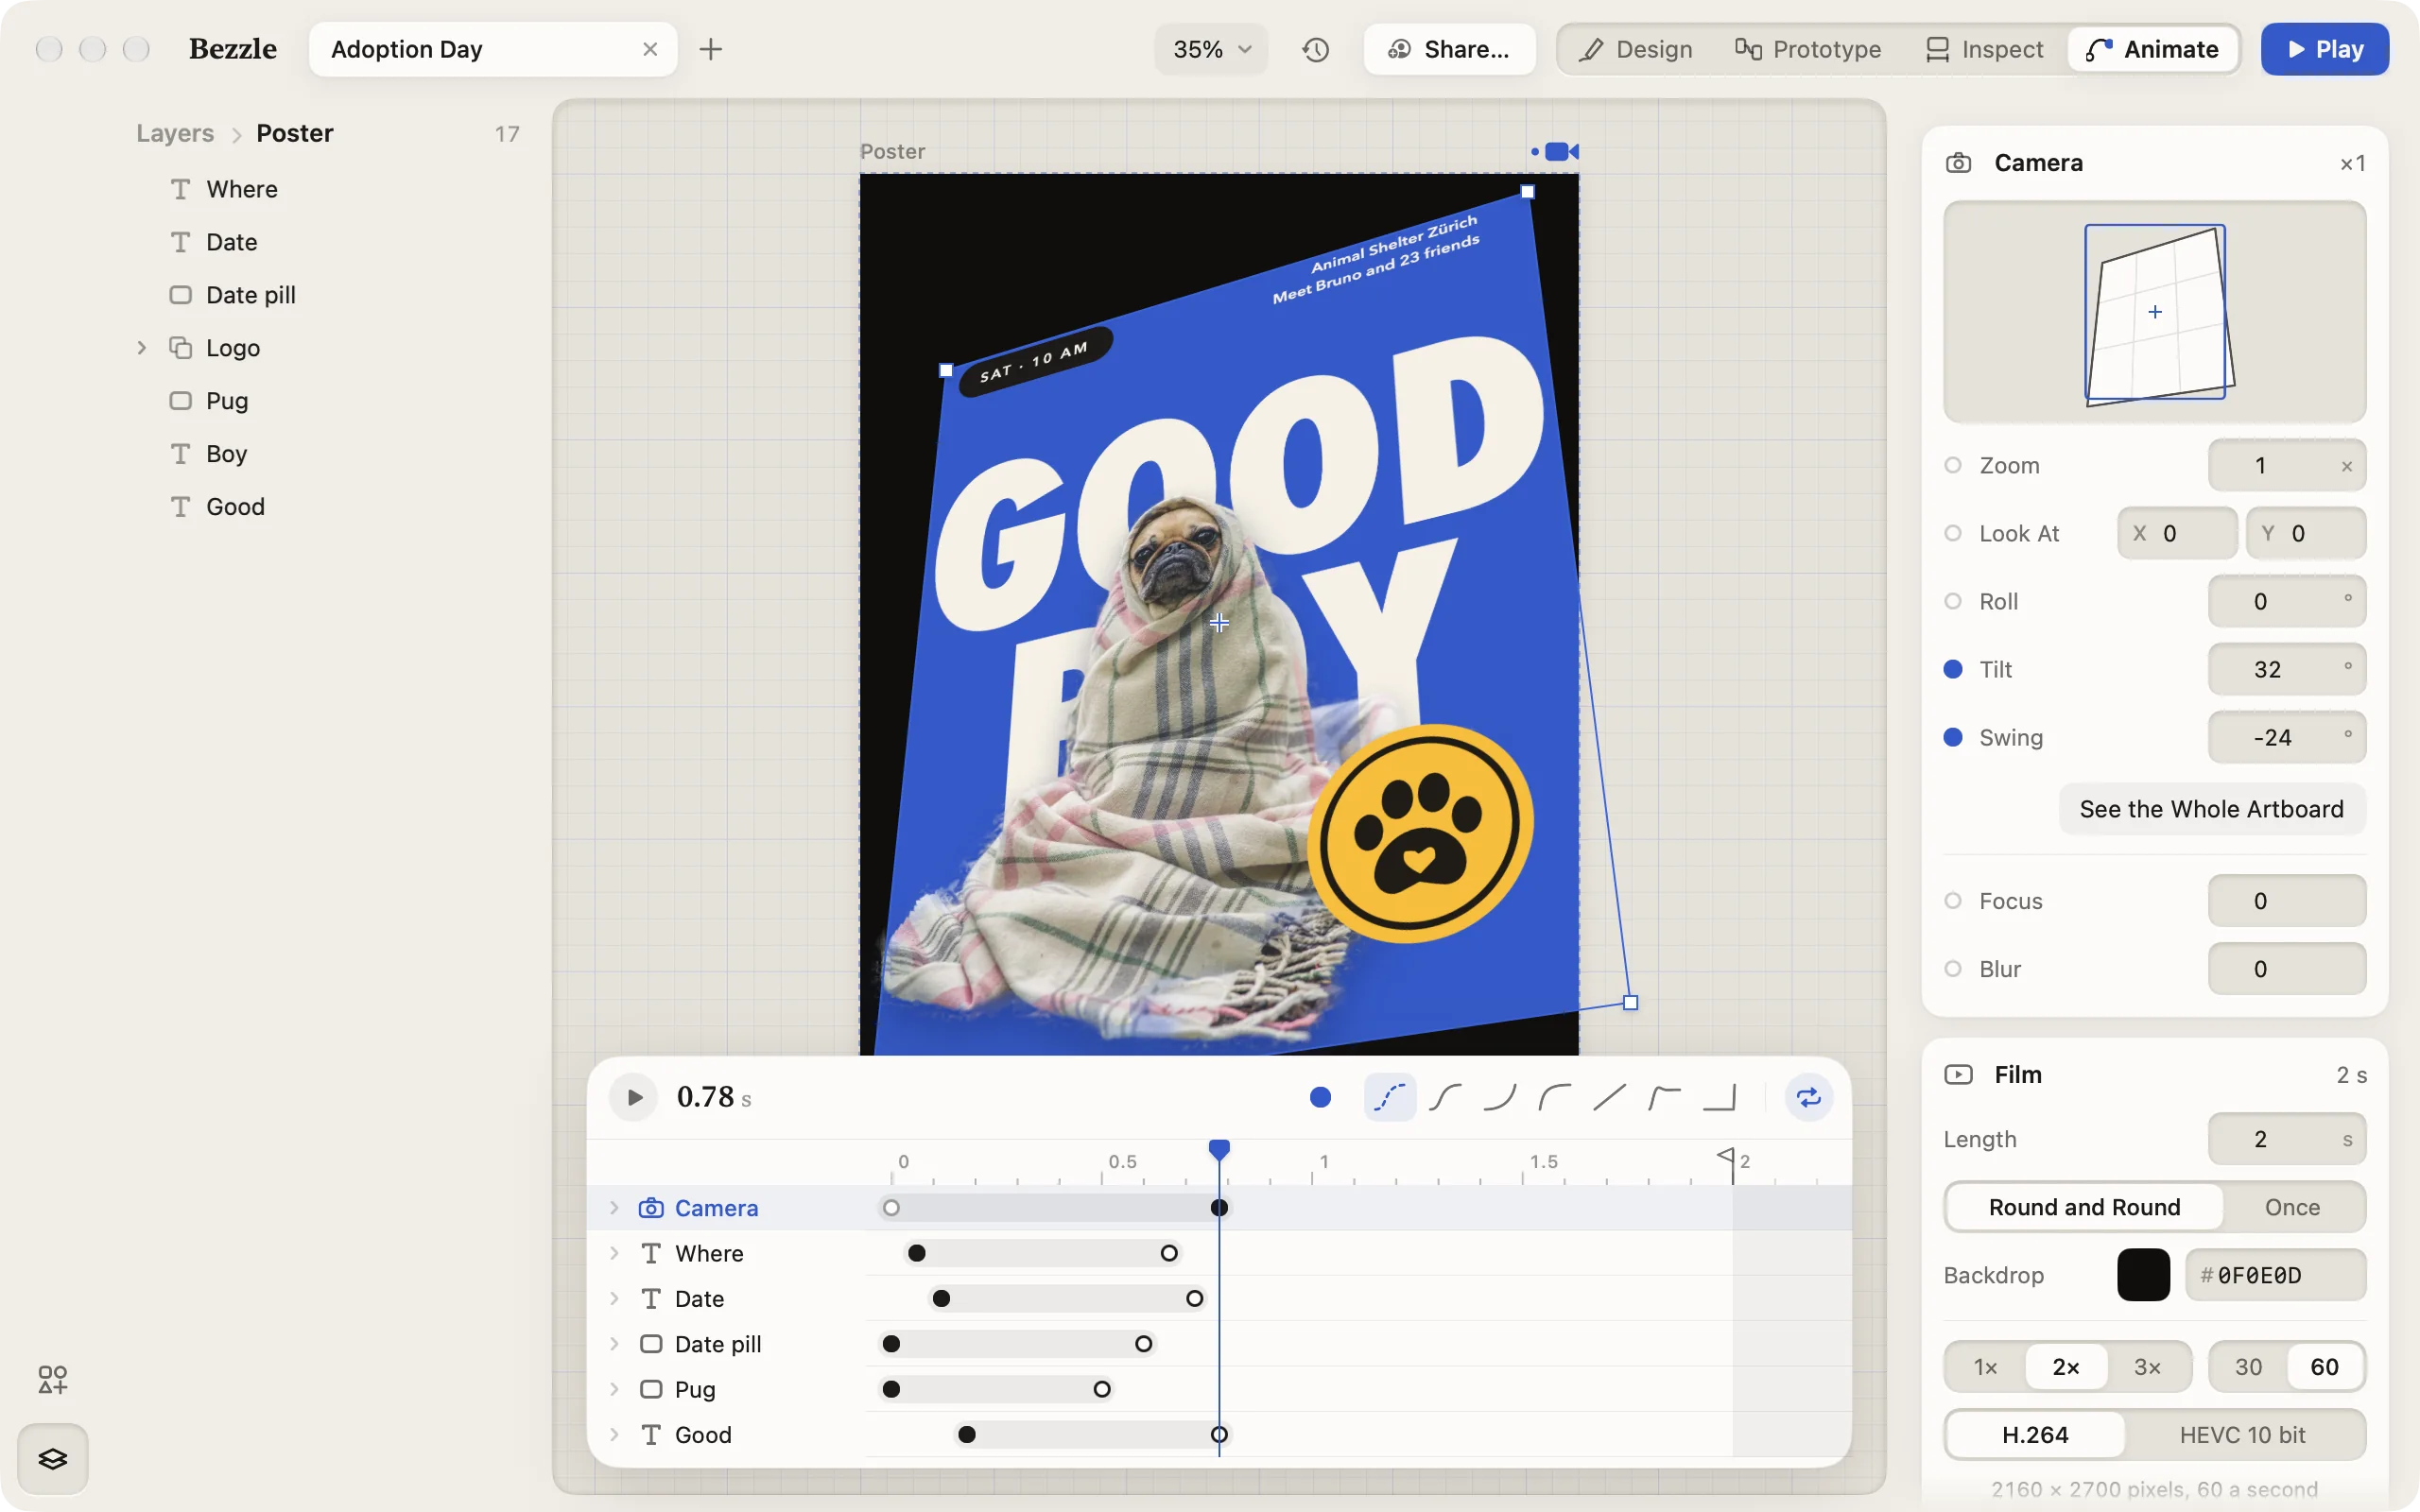 Bezzle
Adoption Day
35%
Share...
Design
Prototype
Inspect
Animate
Play
Layers
Poster
17
Where
Date
Date pill
Logo
Pug
Boy
Good
Poster
Animal Shelter Zürich
Meet Bruno and 23 friends
SAT · 10 AM
GOOD
B Y
0.78 s
0 0.5 1 1.5 2
Camera
Where
Date
Date pill
Pug
Good
Camera
×1
Zoom 1 ×
Look At X 0 Y 0
Roll 0 °
Tilt 32 °
Swing -24 °
See the Whole Artboard
Focus 0
Blur 0
Film 2 s
Length 2 s
Round and Round Once
Backdrop # 0F0E0D
1× 2× 3× 30 60
H.264 HEVC 10 bit
2160 × 2700 pixels, 60 a second